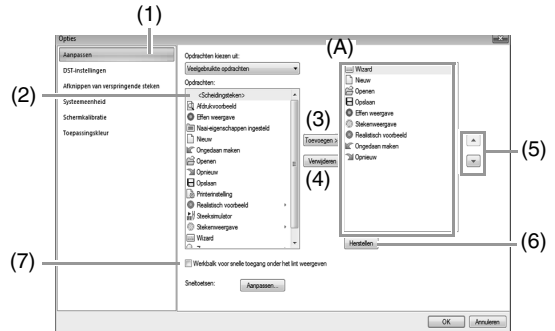 (1)
Opties
Aanpassen
DST-instellingen
Afknippen van verspringende steken
Systeemeenheid
Schermkalibratie
Toepassingskleur
Opdrachten kiezen uit:
Veelgebruikte opdrachten
Opdrachten:
(2)
<Scheidingsteken>
Afdrukvoorbeeld
Effen weergave
Naai-eigenschappen ingesteld
Nieuw
Ongedaan maken
Openen
Opnieuw
Opslaan
Printerinstelling
Realistisch voorbeeld
Steeksimulator
Stekenweergave
Wizard
(3)
Toevoegen >
Verwijderen
(4)
(A)
Wizard
Nieuw
Openen
Opslaan
Effen weergave
Stekenweergave
Realistisch voorbeeld
Ongedaan maken
Opnieuw
(5)
Herstellen
(6)
(7)
Werkbalk voor snelle toegang onder het lint weergeven
Sneltoetsen:
Aanpassen...
OK
Annuleren